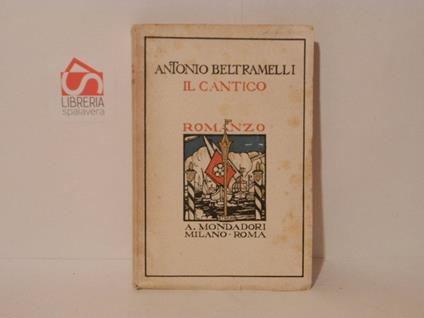 LIBRERIA
spalavera
ANTONIO BELTRAMELLI
IL CANTICO
ROMANZO
A. MONDADORI
MILANO-ROMA